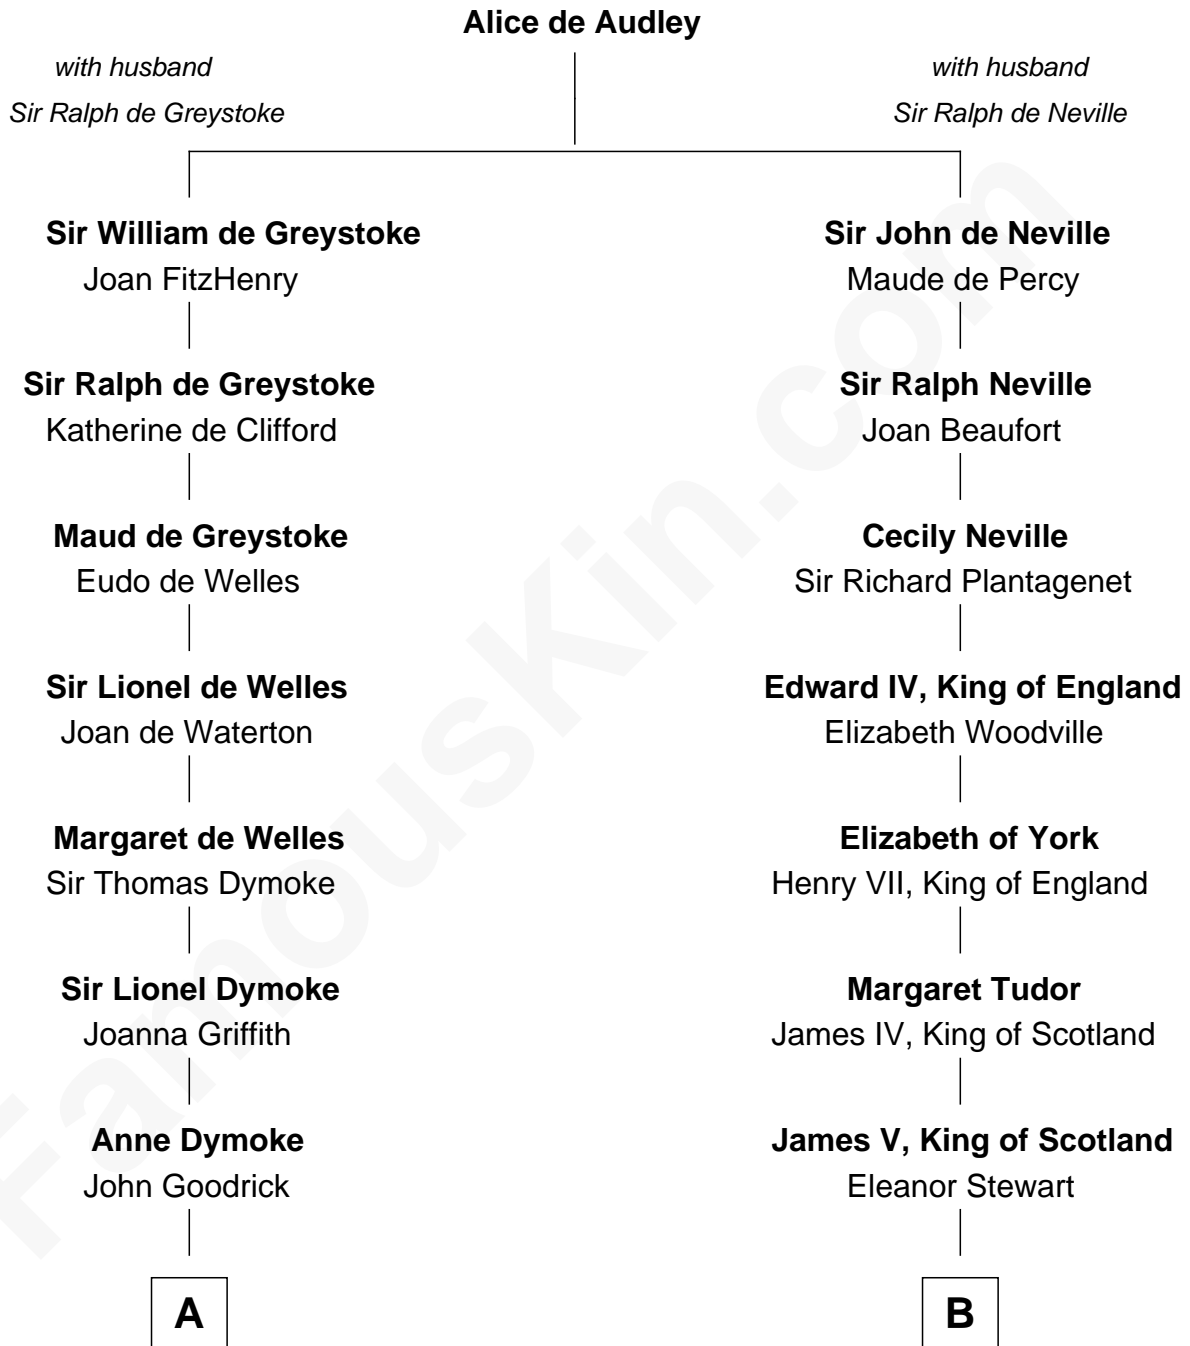 Alice de Audley
with husband
Sir Ralph de Greystoke
with husband
Sir Ralph de Neville
Sir William de Greystoke
Joan FitzHenry
Sir Ralph de Greystoke
Katherine de Clifford
Maud de Greystoke
Eudo de Welles
Sir Lionel de Welles
Joan de Waterton
Margaret de Welles
Sir Thomas Dymoke
Sir Lionel Dymoke
Joanna Griffith
Anne Dymoke
John Goodrick
A
Sir John de Neville
Maude de Percy
Sir Ralph Neville
Joan Beaufort
Cecily Neville
Sir Richard Plantagenet
Edward IV, King of England
Elizabeth Woodville
Elizabeth of York
Henry VII, King of England
Margaret Tudor
James IV, King of Scotland
James V, King of Scotland
Eleanor Stewart
B
FamousKin.com